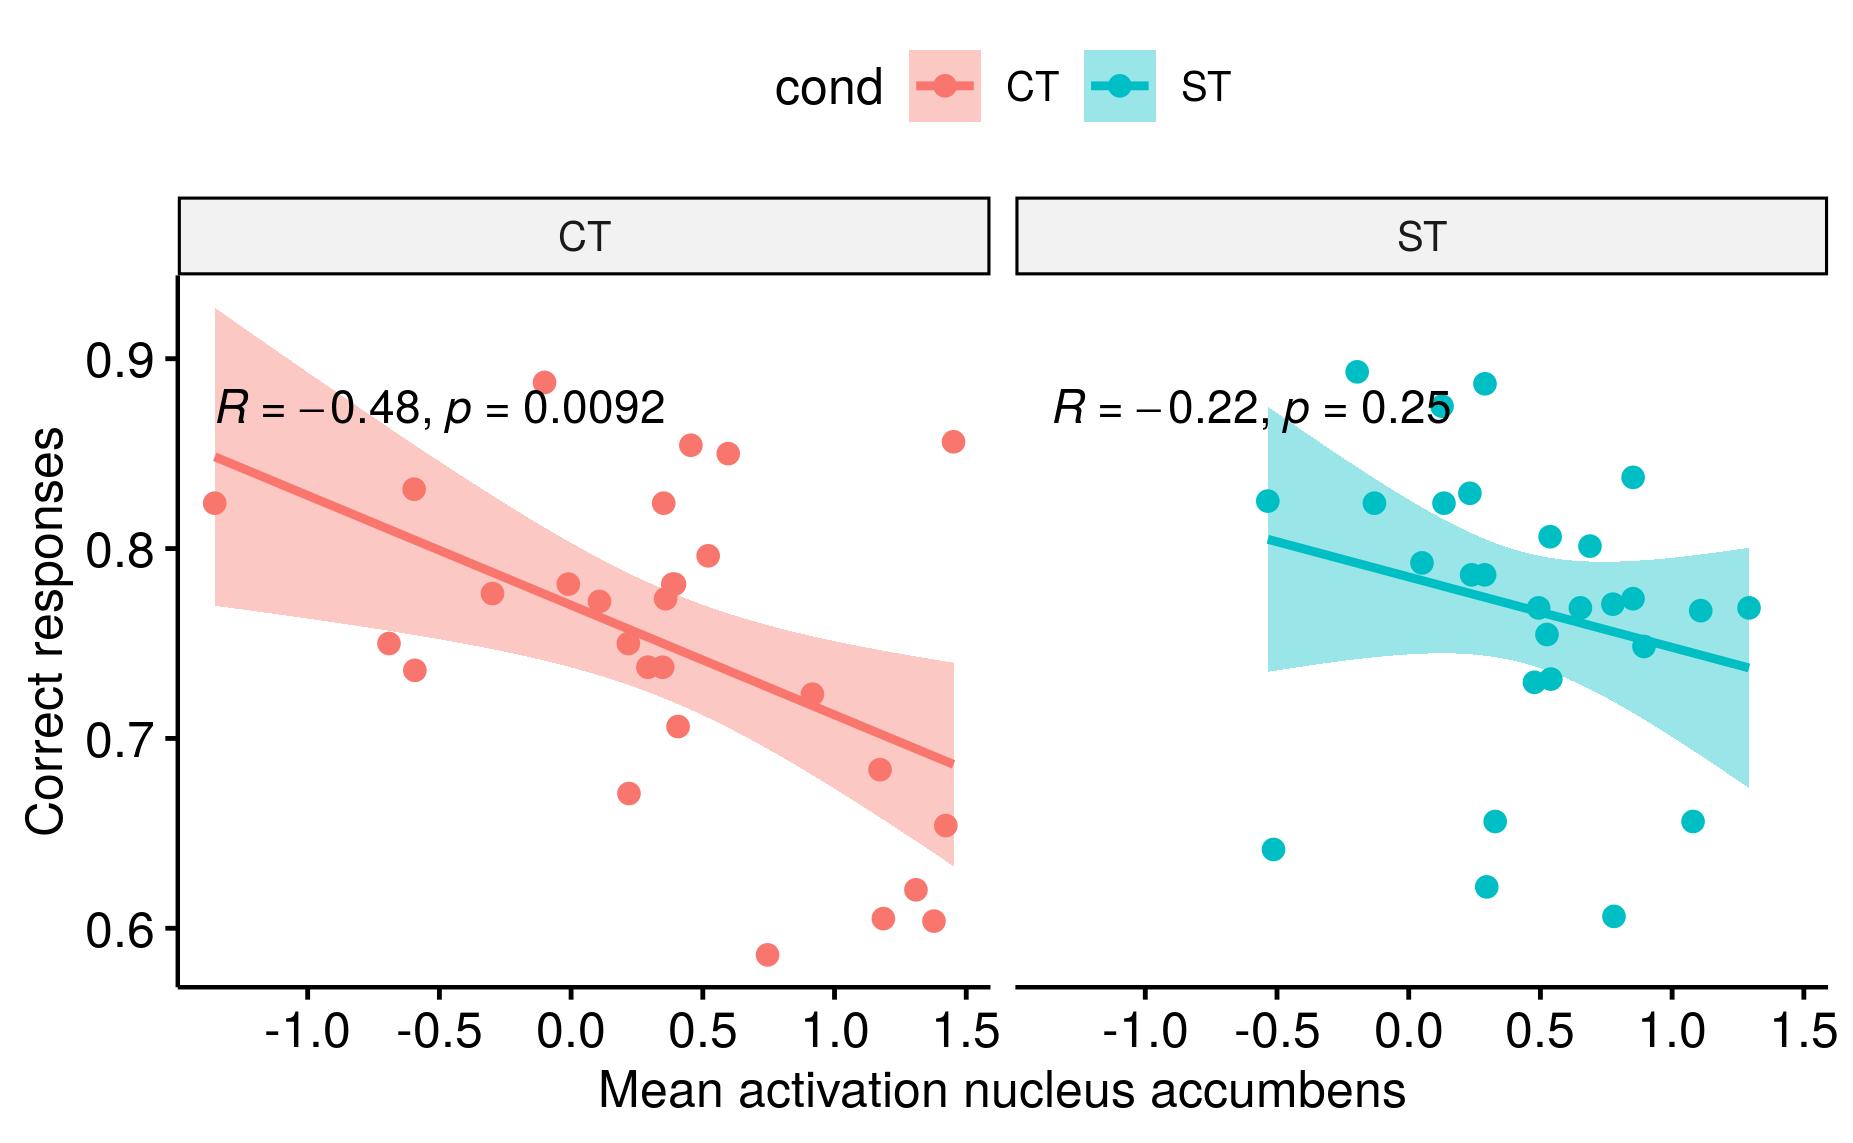 cond CT ST
CT ST
R = −0.48, p = 0.0092 R = −0.22, p = 0.25
0.9
0.8
0.7
0.6
Correct responses
-1.0 -0.5 0.0 0.5 1.0 1.5 -1.0 -0.5 0.0 0.5 1.0 1.5
Mean activation nucleus accumbens